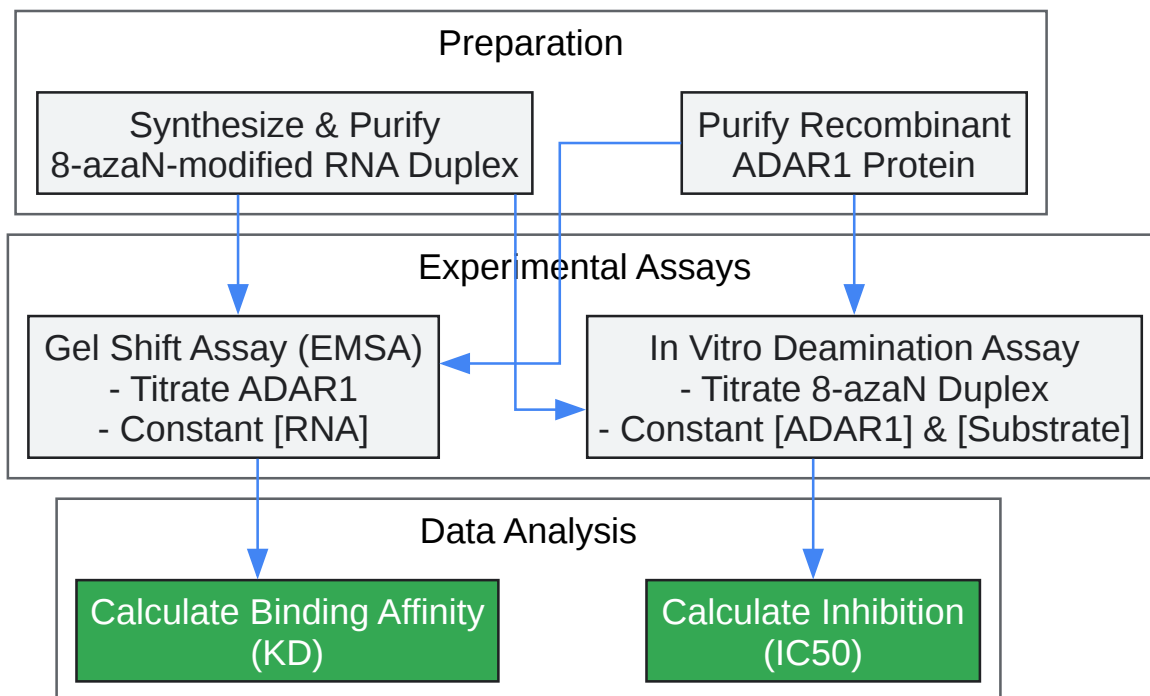 Preparation
Synthesize & Purify
8-azaN-modified RNA Duplex
Purify Recombinant
ADAR1 Protein
Experimental Assays
Gel Shift Assay (EMSA)
- Titrate ADAR1
- Constant [RNA]
In Vitro Deamination Assay
- Titrate 8-azaN Duplex
- Constant [ADAR1] & [Substrate]
Data Analysis
Calculate Binding Affinity
(KD)
Calculate Inhibition
(IC50)